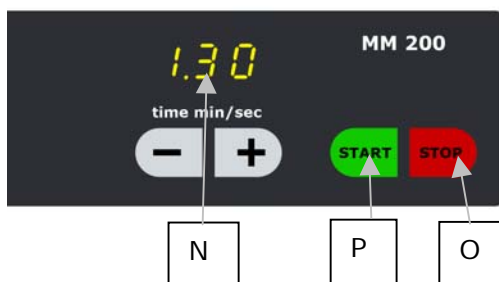 1.30
MM 200
time min/sec
− +
START STOP
N P O